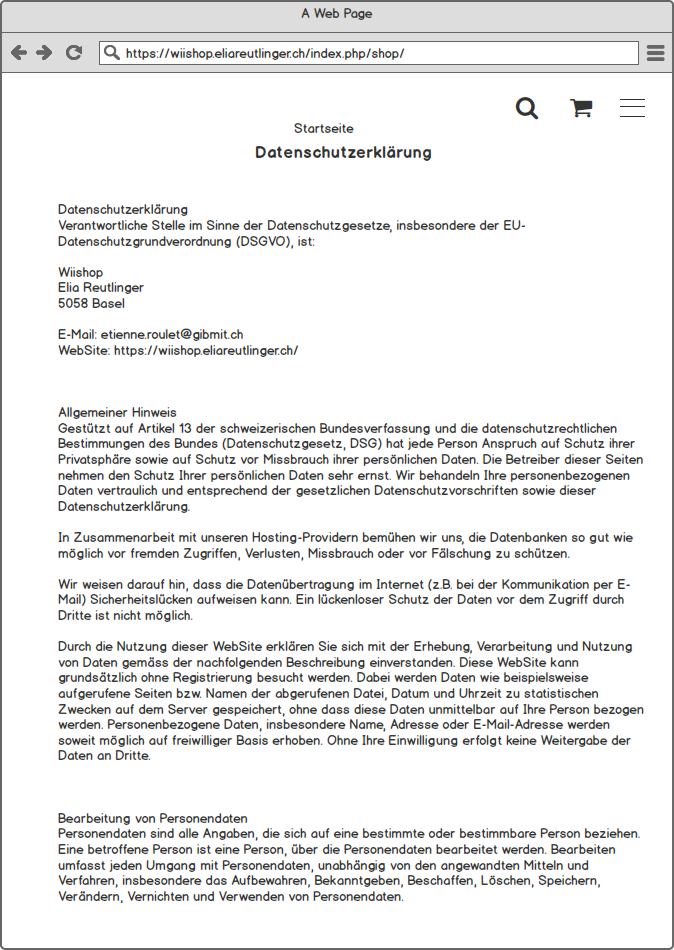 A Web Page
https://wiishop.eliareutlinger.ch/index.php/shop/
Startseite
Datenschutzerklärung
Datenschutzerklärung
Verantwortliche Stelle im Sinne der Datenschutzgesetze, insbesondere der EU-
Datenschutzgrundverordnung (DSGVO), ist:
Wiishop
Elia Reutlinger
5058 Basel
E-Mail: etienne.roulet@gibmit.ch
WebSite: https://wiishop.eliareutlinger.ch/
Allgemeiner Hinweis
Gestützt auf Artikel 13 der schweizerischen Bundesverfassung und die datenschutzrechtlichen
Bestimmungen des Bundes (Datenschutzgesetz, DSG) hat jede Person Anspruch auf Schutz ihrer
Privatsphäre sowie auf Schutz vor Missbrauch ihrer persönlichen Daten. Die Betreiber dieser Seiten
nehmen den Schutz Ihrer persönlichen Daten sehr ernst. Wir behandeln Ihre personenbezogenen
Daten vertraulich und entsprechend der gesetzlichen Datenschutzvorschriften sowie dieser
Datenschutzerklärung.
In Zusammenarbeit mit unseren Hosting-Providern bemühen wir uns, die Datenbanken so gut wie
möglich vor fremden Zugriffen, Verlusten, Missbrauch oder vor Fälschung zu schützen.
Wir weisen darauf hin, dass die Datenübertragung im Internet (z.B. bei der Kommunikation per E-
Mail) Sicherheitslücken aufweisen kann. Ein lückenloser Schutz der Daten vor dem Zugriff durch
Dritte ist nicht möglich.
Durch die Nutzung dieser WebSite erklären Sie sich mit der Erhebung, Verarbeitung und Nutzung
von Daten gemäss der nachfolgenden Beschreibung einverstanden. Diese WebSite kann
grundsätzlich ohne Registrierung besucht werden. Dabei werden Daten wie beispielsweise
aufgerufene Seiten bzw. Namen der abgerufenen Datei, Datum und Uhrzeit zu statistischen
Zwecken auf dem Server gespeichert, ohne dass diese Daten unmittelbar auf Ihre Person bezogen
werden. Personenbezogene Daten, insbesondere Name, Adresse oder E-Mail-Adresse werden
soweit möglich auf freiwilliger Basis erhoben. Ohne Ihre Einwilligung erfolgt keine Weitergabe der
Daten an Dritte.
Bearbeitung von Personendaten
Personendaten sind alle Angaben, die sich auf eine bestimmte oder bestimmbare Person beziehen.
Eine betroffene Person ist eine Person, über die Personendaten bearbeitet werden. Bearbeiten
umfasst jeden Umgang mit Personendaten, unabhängig von den angewandten Mitteln und
Verfahren, insbesondere das Aufbewahren, Bekanntgeben, Beschaffen, Löschen, Speichern,
Verändern, Vernichten und Verwenden von Personendaten.